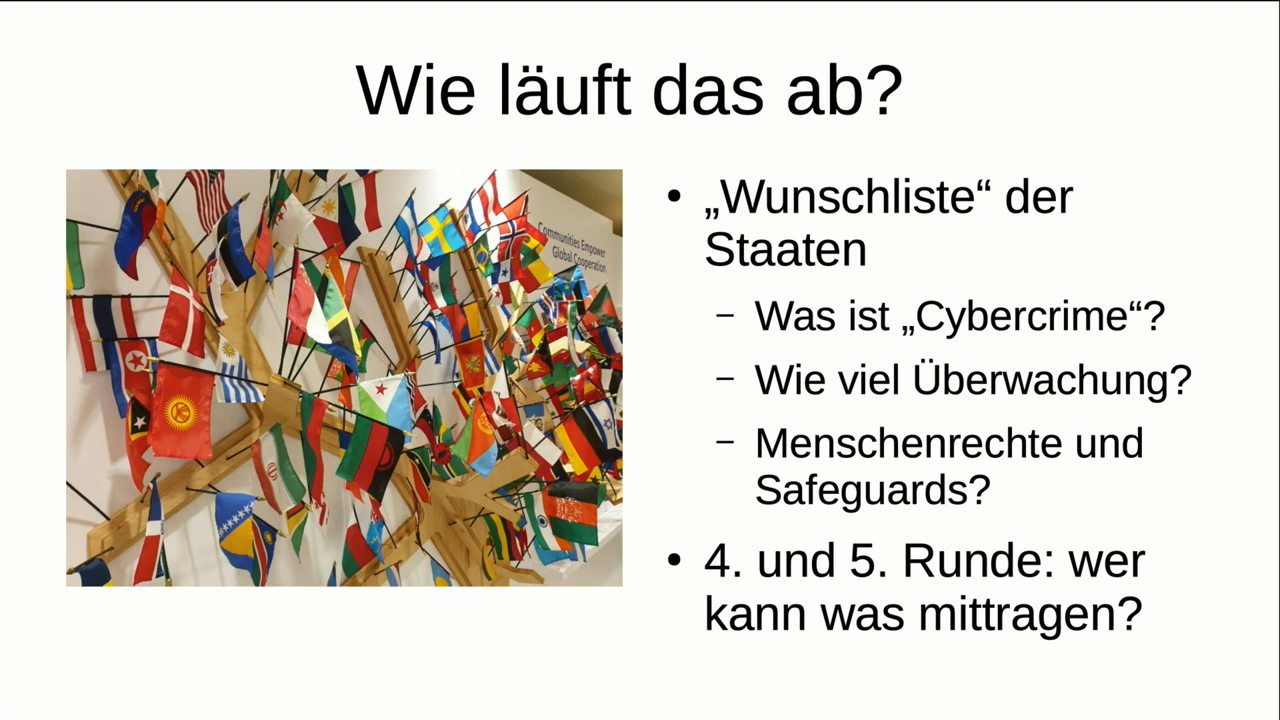 Wie läuft das ab?
Communities Empower
Global Cooperation
• „Wunschliste“ der
Staaten
– Was ist „Cybercrime“?
– Wie viel Überwachung?
– Menschenrechte und
Safeguards?
• 4. und 5. Runde: wer
kann was mittragen?